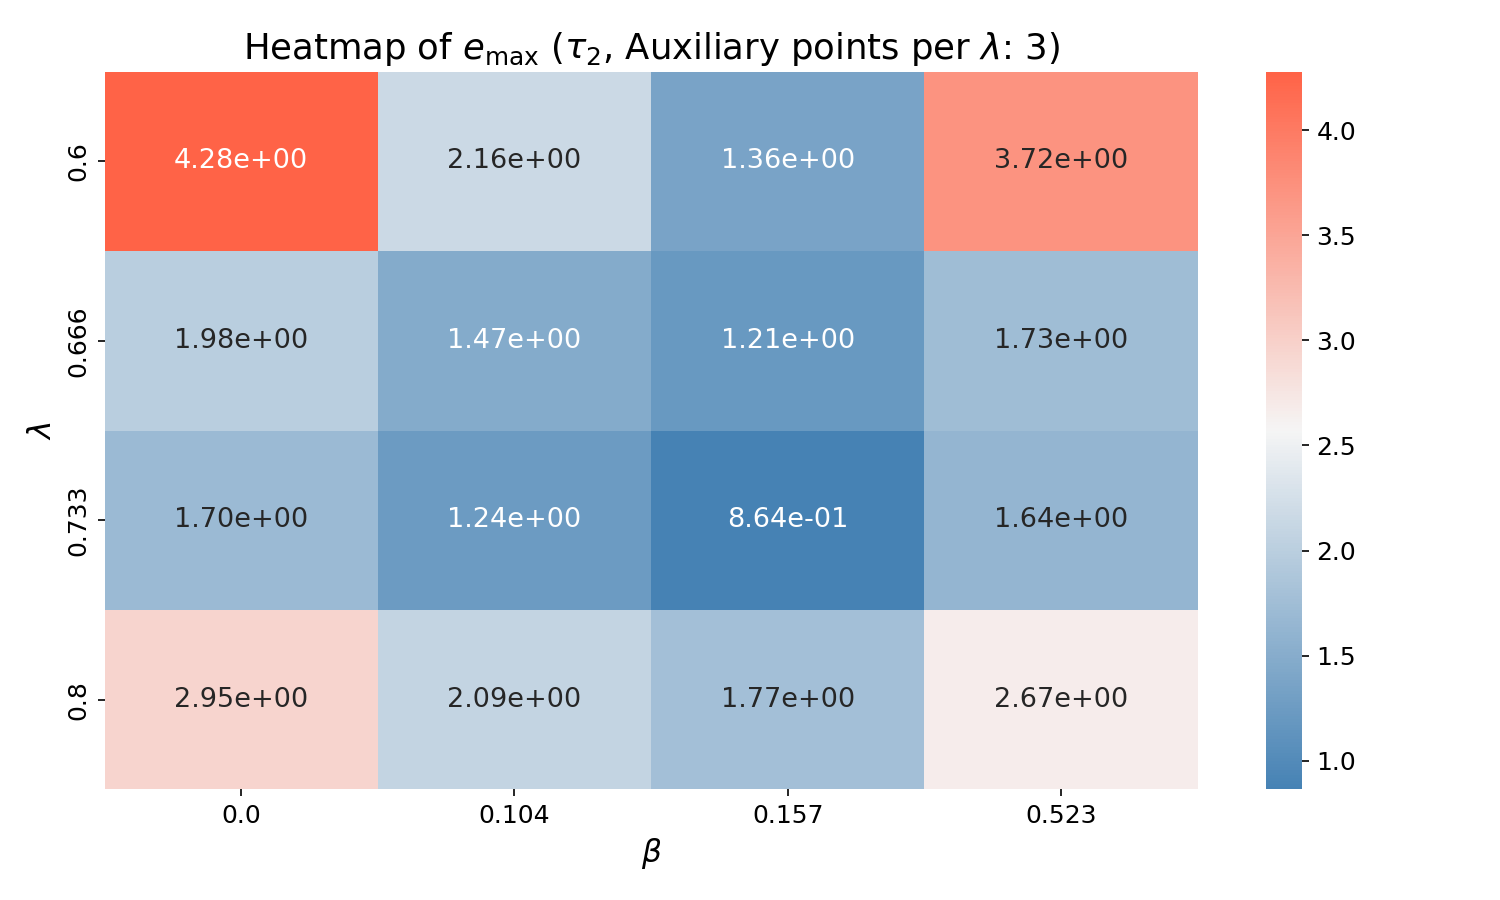 Heatmap of e_max (τ_2, Auxiliary points per λ: 3)
0.6 4.28e+00 2.16e+00 1.36e+00 3.72e+00
0.666 1.98e+00 1.47e+00 1.21e+00 1.73e+00
0.733 1.70e+00 1.24e+00 8.64e-01 1.64e+00
0.8 2.95e+00 2.09e+00 1.77e+00 2.67e+00
λ
0.0 0.104 0.157 0.523
β
4.0
3.5
3.0
2.5
2.0
1.5
1.0